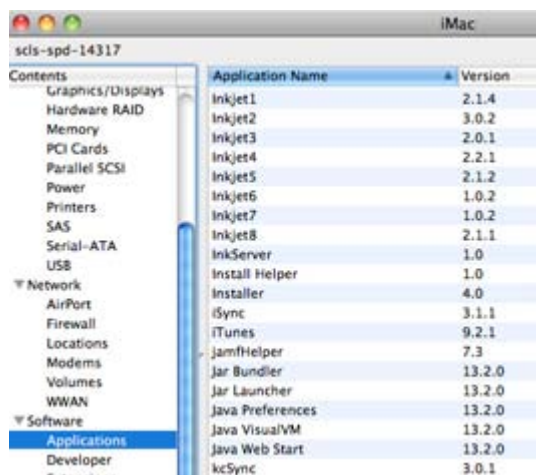 iMac
scls-spd-14317
Contents
Graphics/Displays
Hardware RAID
Memory
PCI Cards
Parallel SCSI
Power
Printers
SAS
Serial-ATA
USB
Network
AirPort
Firewall
Locations
Modems
Volumes
WWAN
Software
Applications
Developer
Application Name Version
Inkjet1 2.1.4
Inkjet2 3.0.2
Inkjet3 2.0.1
Inkjet4 2.2.1
Inkjet5 2.1.2
Inkjet6 1.0.2
Inkjet7 1.0.2
Inkjet8 2.1.1
InkServer 1.0
Install Helper 1.0
Installer 4.0
iSync 3.1.1
iTunes 9.2.1
jamfHelper 7.3
Jar Bundler 13.2.0
Jar Launcher 13.2.0
Java Preferences 13.2.0
Java VisualVM 13.2.0
Java Web Start 13.2.0
kcSync 3.0.1